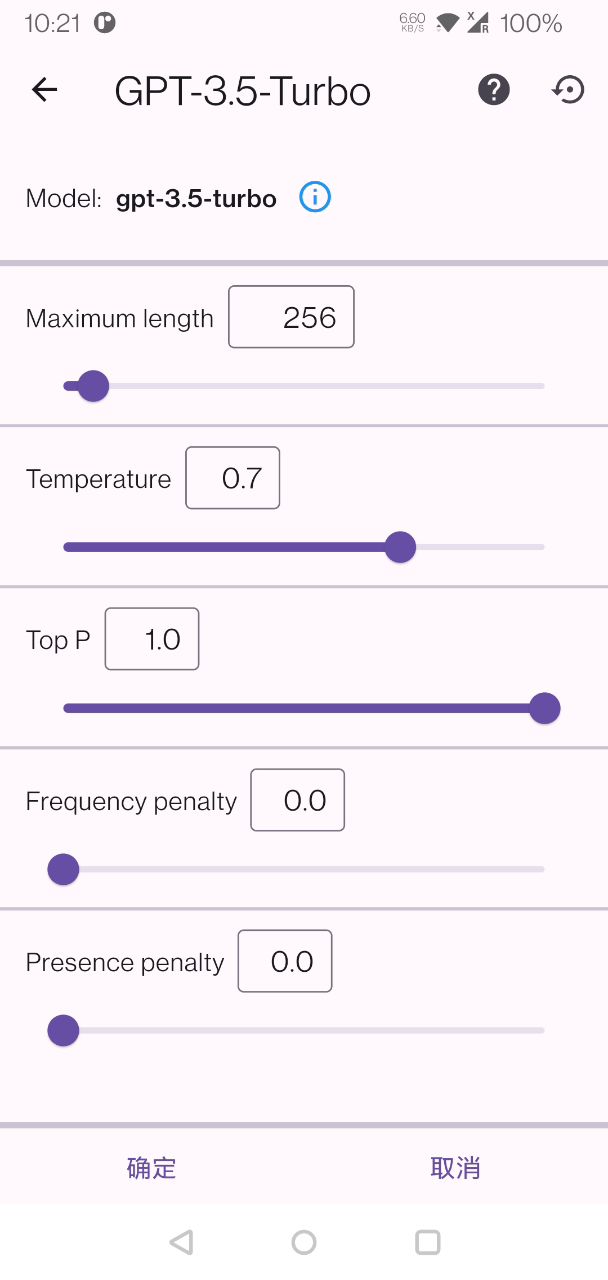 10:21 6.60 KB/S X R 100%
GPT-3.5-Turbo
Model: gpt-3.5-turbo
Maximum length 256
Temperature 0.7
Top P 1.0
Frequency penalty 0.0
Presence penalty 0.0
确定 取消